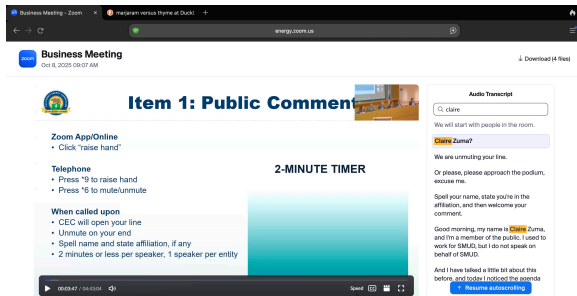 Business Meeting - Zoom
marjaram versus thyme at Duck!
energy.zoom.us
zoom
Business Meeting
Oct 8, 2025 09:07 AM
Download (4 files)
Item 1: Public Comment
Zoom App/Online
• Click “raise hand”
Telephone
• Press *9 to raise hand
• Press *6 to mute/unmute
When called upon
• CEC will open your line
• Unmute on your end
• Spell name and state affiliation, if any
• 2 minutes or less per speaker, 1 speaker per entity
2-MINUTE TIMER
00:03:47 / 04:43:04
Speed
CC
Audio Transcript
claire
We will start with people in the room.
Claire Zuma?
We are unmuting your line.
Or please, please approach the podium,
excuse me.
Spell your name, state you're in the
affiliation, and then welcome your
comment.
Good morning, my name is Claire Zuma,
and I'm a member of the public. I used to
work for SMUD, but I do not speak on
behalf of SMUD.
And I have talked a little bit about this
before, and today I noticed the agenda
Resume autoscrolling